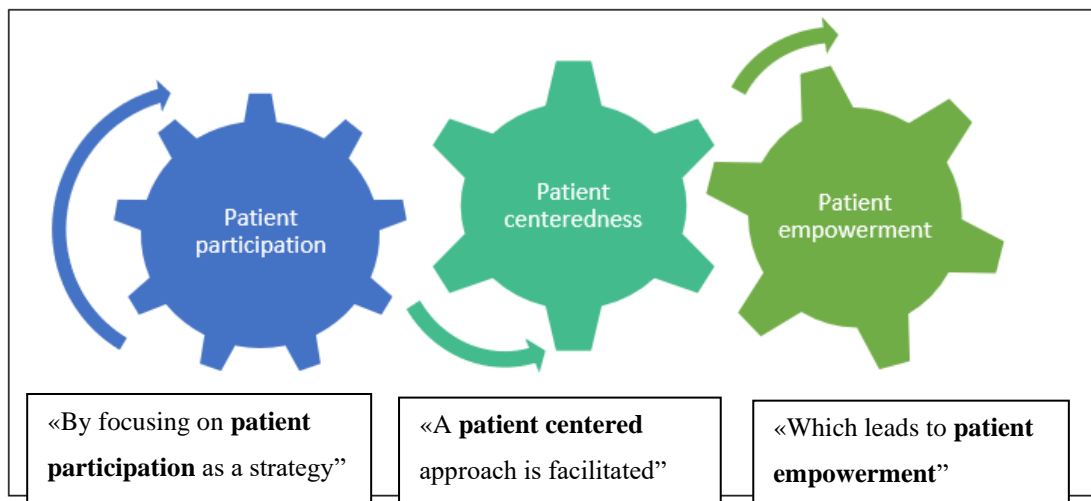 Patient
participation
Patient
centeredness
Patient
empowerment
«By focusing on patient
participation as a strategy”
«A patient centered
approach is facilitated”
«Which leads to patient
empowerment”